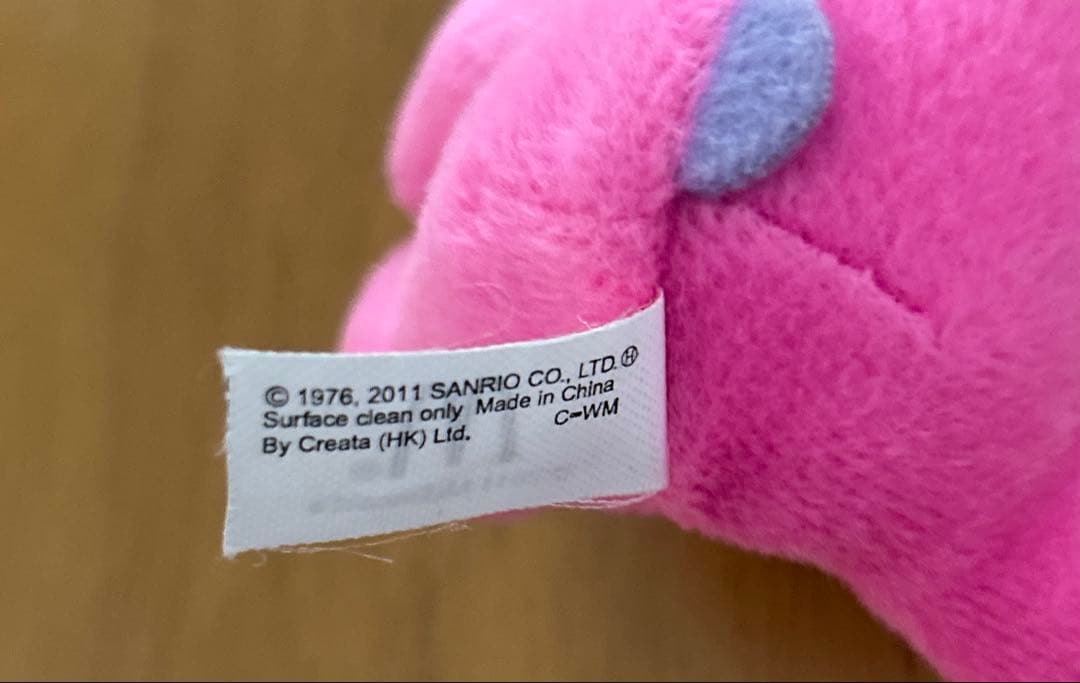 © 1976, 2011 SANRIO CO., LTD. Ⓗ
Surface clean only Made in China
By Creata (HK) Ltd. C-WM